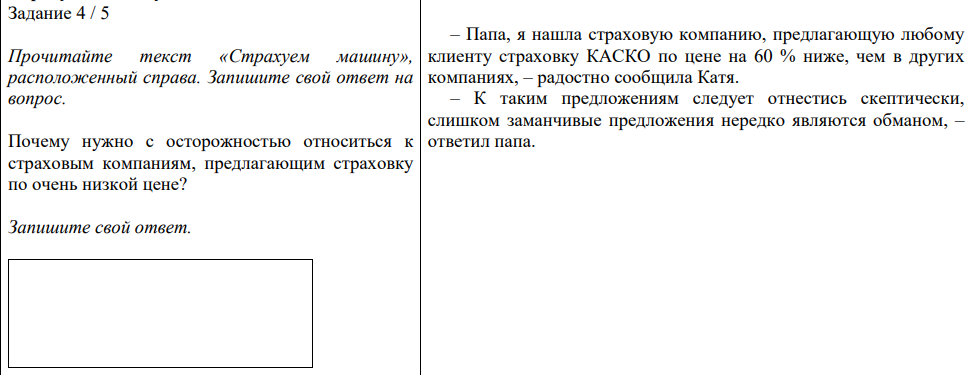 Задание 4 / 5
Прочитайте текст «Страхуем машину»,
расположенный справа. Запишите свой ответ на
вопрос.
Почему нужно с осторожностью относиться к
страховым компаниям, предлагающим страховку
по очень низкой цене?
Запишите свой ответ.
– Папа, я нашла страховую компанию, предлагающую любому
клиенту страховку КАСКО по цене на 60 % ниже, чем в других
компаниях, – радостно сообщила Катя.
– К таким предложениям следует отнестись скептически,
слишком заманчивые предложения нередко являются обманом, –
ответил папа.